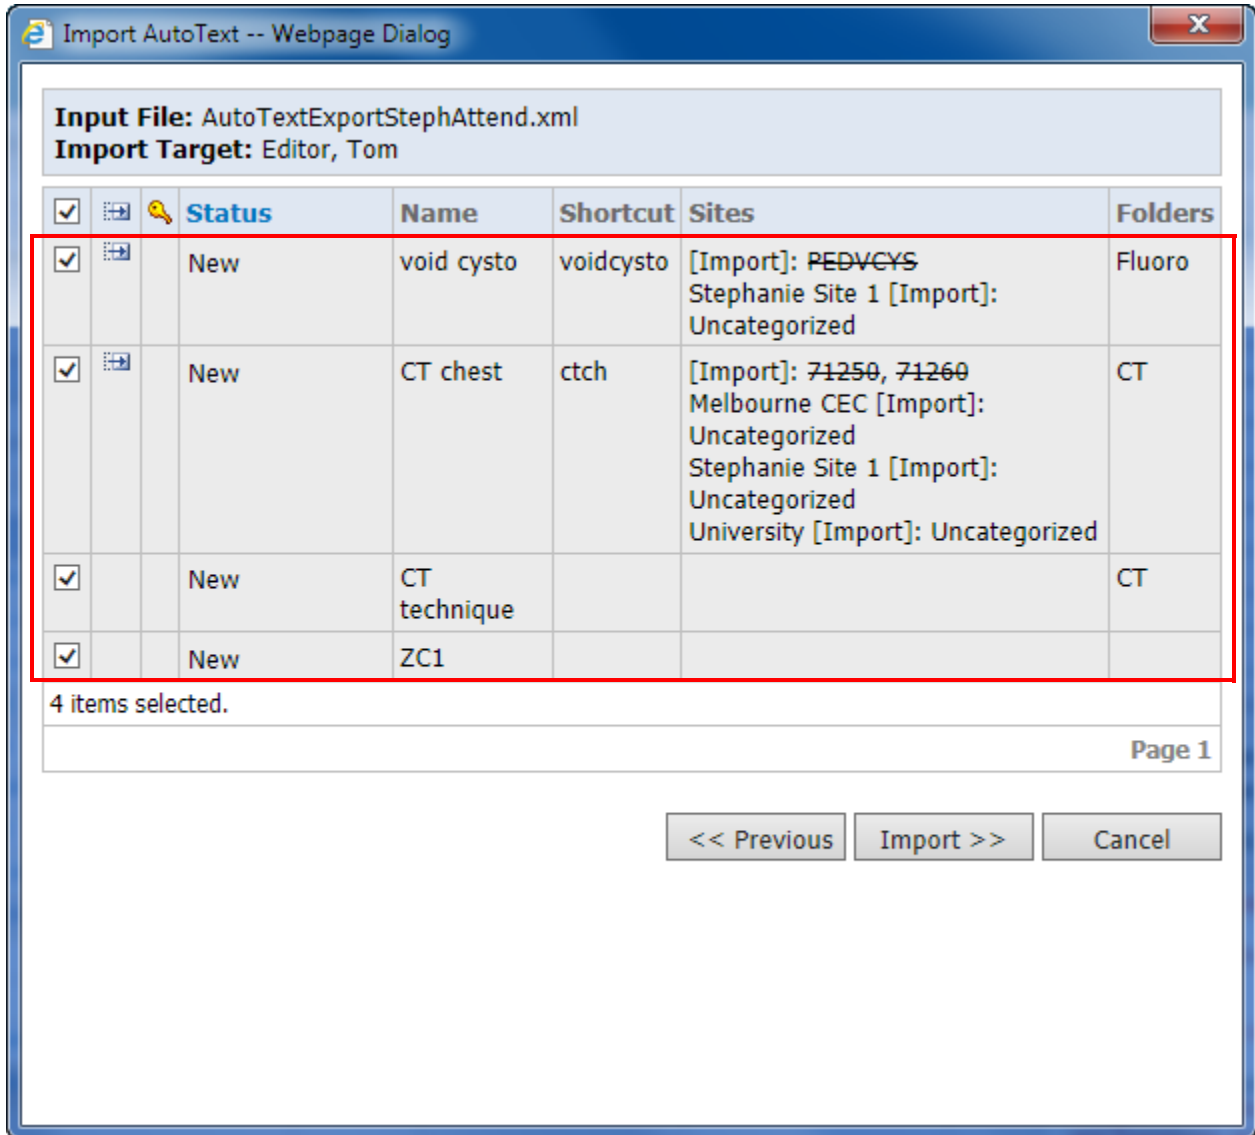 Import AutoText -- Webpage Dialog
x
Input File: AutoTextExportStephAttend.xml
Import Target: Editor, Tom
Status Name Shortcut Sites Folders
New void cysto voidcysto [Import]: PEDVCYS Fluoro
Stephanie Site 1 [Import]:
Uncategorized
New CT chest ctch [Import]: 71250, 71260 CT
Melbourne CEC [Import]:
Uncategorized
Stephanie Site 1 [Import]:
Uncategorized
University [Import]: Uncategorized
New CT CT
technique
New ZC1
4 items selected.
Page 1
<< Previous Import >> Cancel